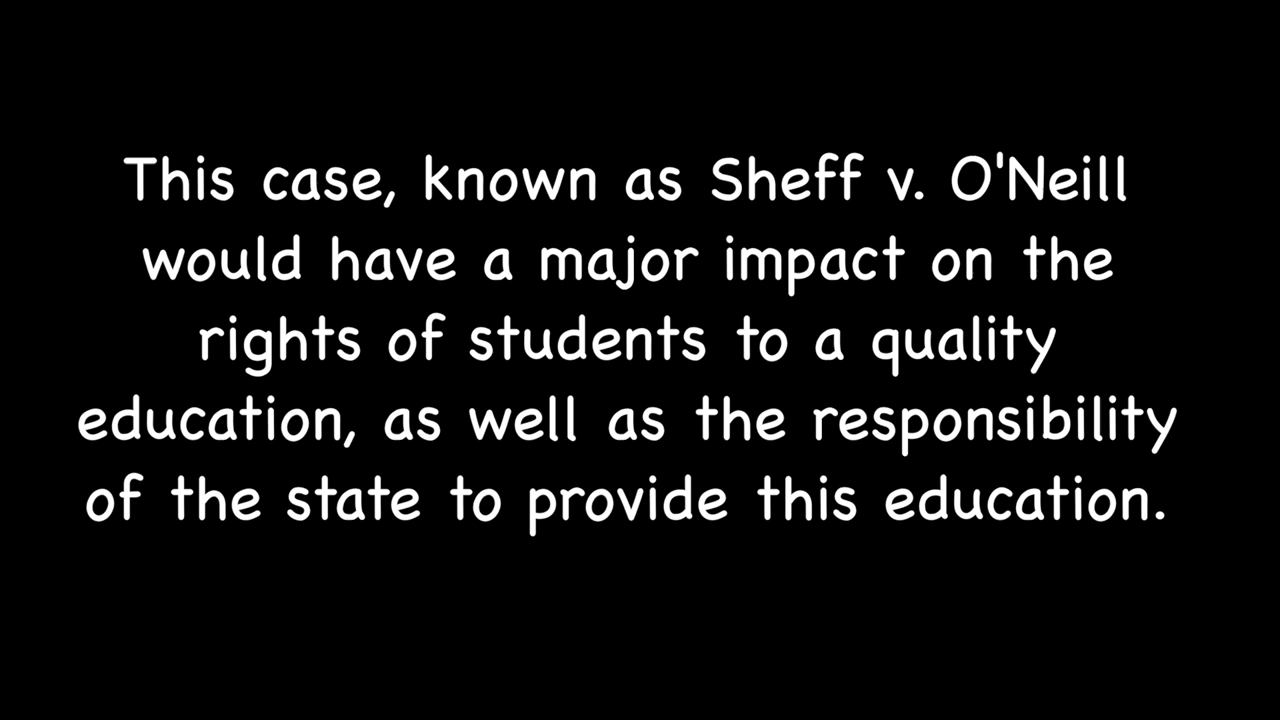 This case, known as Sheff v. O'Neill
would have a major impact on the
rights of students to a quality
education, as well as the responsibility
of the state to provide this education.